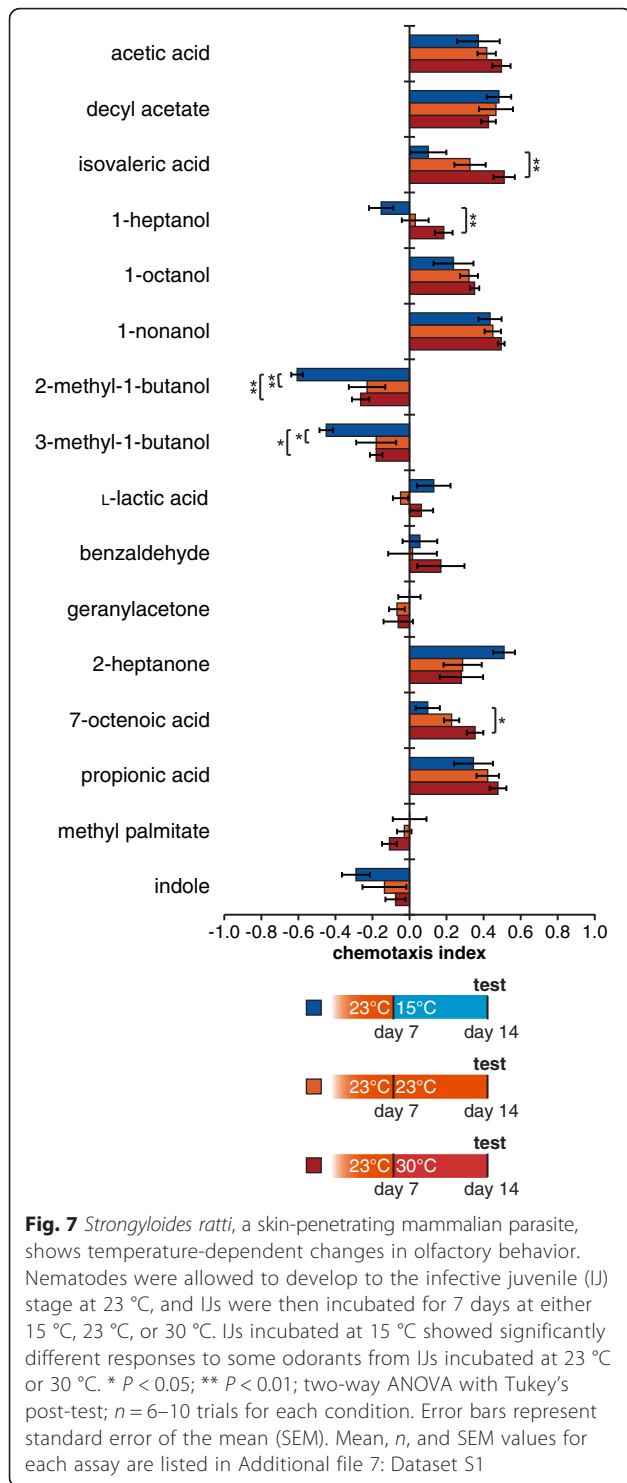 acetic acid
decyl acetate
isovaleric acid
**
1-heptanol
**
1-octanol
1-nonanol
2-methyl-1-butanol
** **
3-methyl-1-butanol
* *
L-lactic acid
benzaldehyde
geranylacetone
2-heptanone
7-octenoic acid
*
propionic acid
methyl palmitate
indole
-1.0 -0.8 -0.6 -0.4 -0.2 0.0 0.2 0.4 0.6 0.8 1.0
chemotaxis index
test
23°C 15°C
day 7 day 14
test
23°C 23°C
day 7 day 14
test
23°C 30°C
day 7 day 14
Fig. 7 Strongyloides ratti, a skin-penetrating mammalian parasite,
shows temperature-dependent changes in olfactory behavior.
Nematodes were allowed to develop to the infective juvenile (IJ)
stage at 23 °C, and IJs were then incubated for 7 days at either
15 °C, 23 °C, or 30 °C. IJs incubated at 15 °C showed significantly
different responses to some odorants from IJs incubated at 23 °C
or 30 °C. * P < 0.05; ** P < 0.01; two-way ANOVA with Tukey's
post-test; n = 6–10 trials for each condition. Error bars represent
standard error of the mean (SEM). Mean, n, and SEM values for
each assay are listed in Additional file 7: Dataset S1